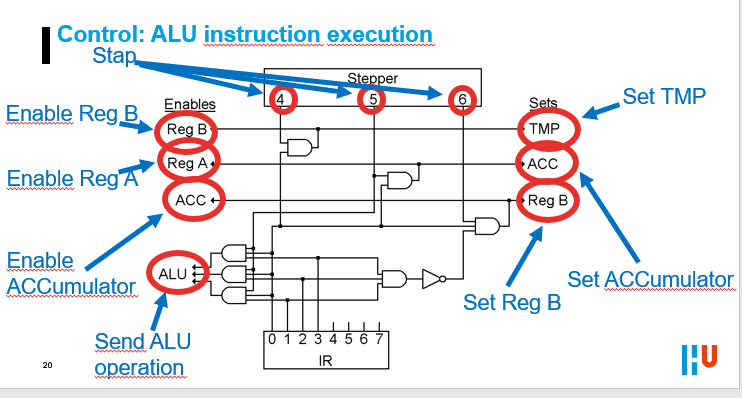 Control: ALU instruction execution
Stap
Stepper
4 5 6
Enables
Sets
Set TMP
Enable Reg B
Reg B
TMP
Enable Reg A
Reg A
ACC
ACC
Reg B
Enable
ACCumulator
ALU
Set ACCumulator
Set Reg B
Send ALU
operation
0 1 2 3 4 5 6 7
IR
20
HU